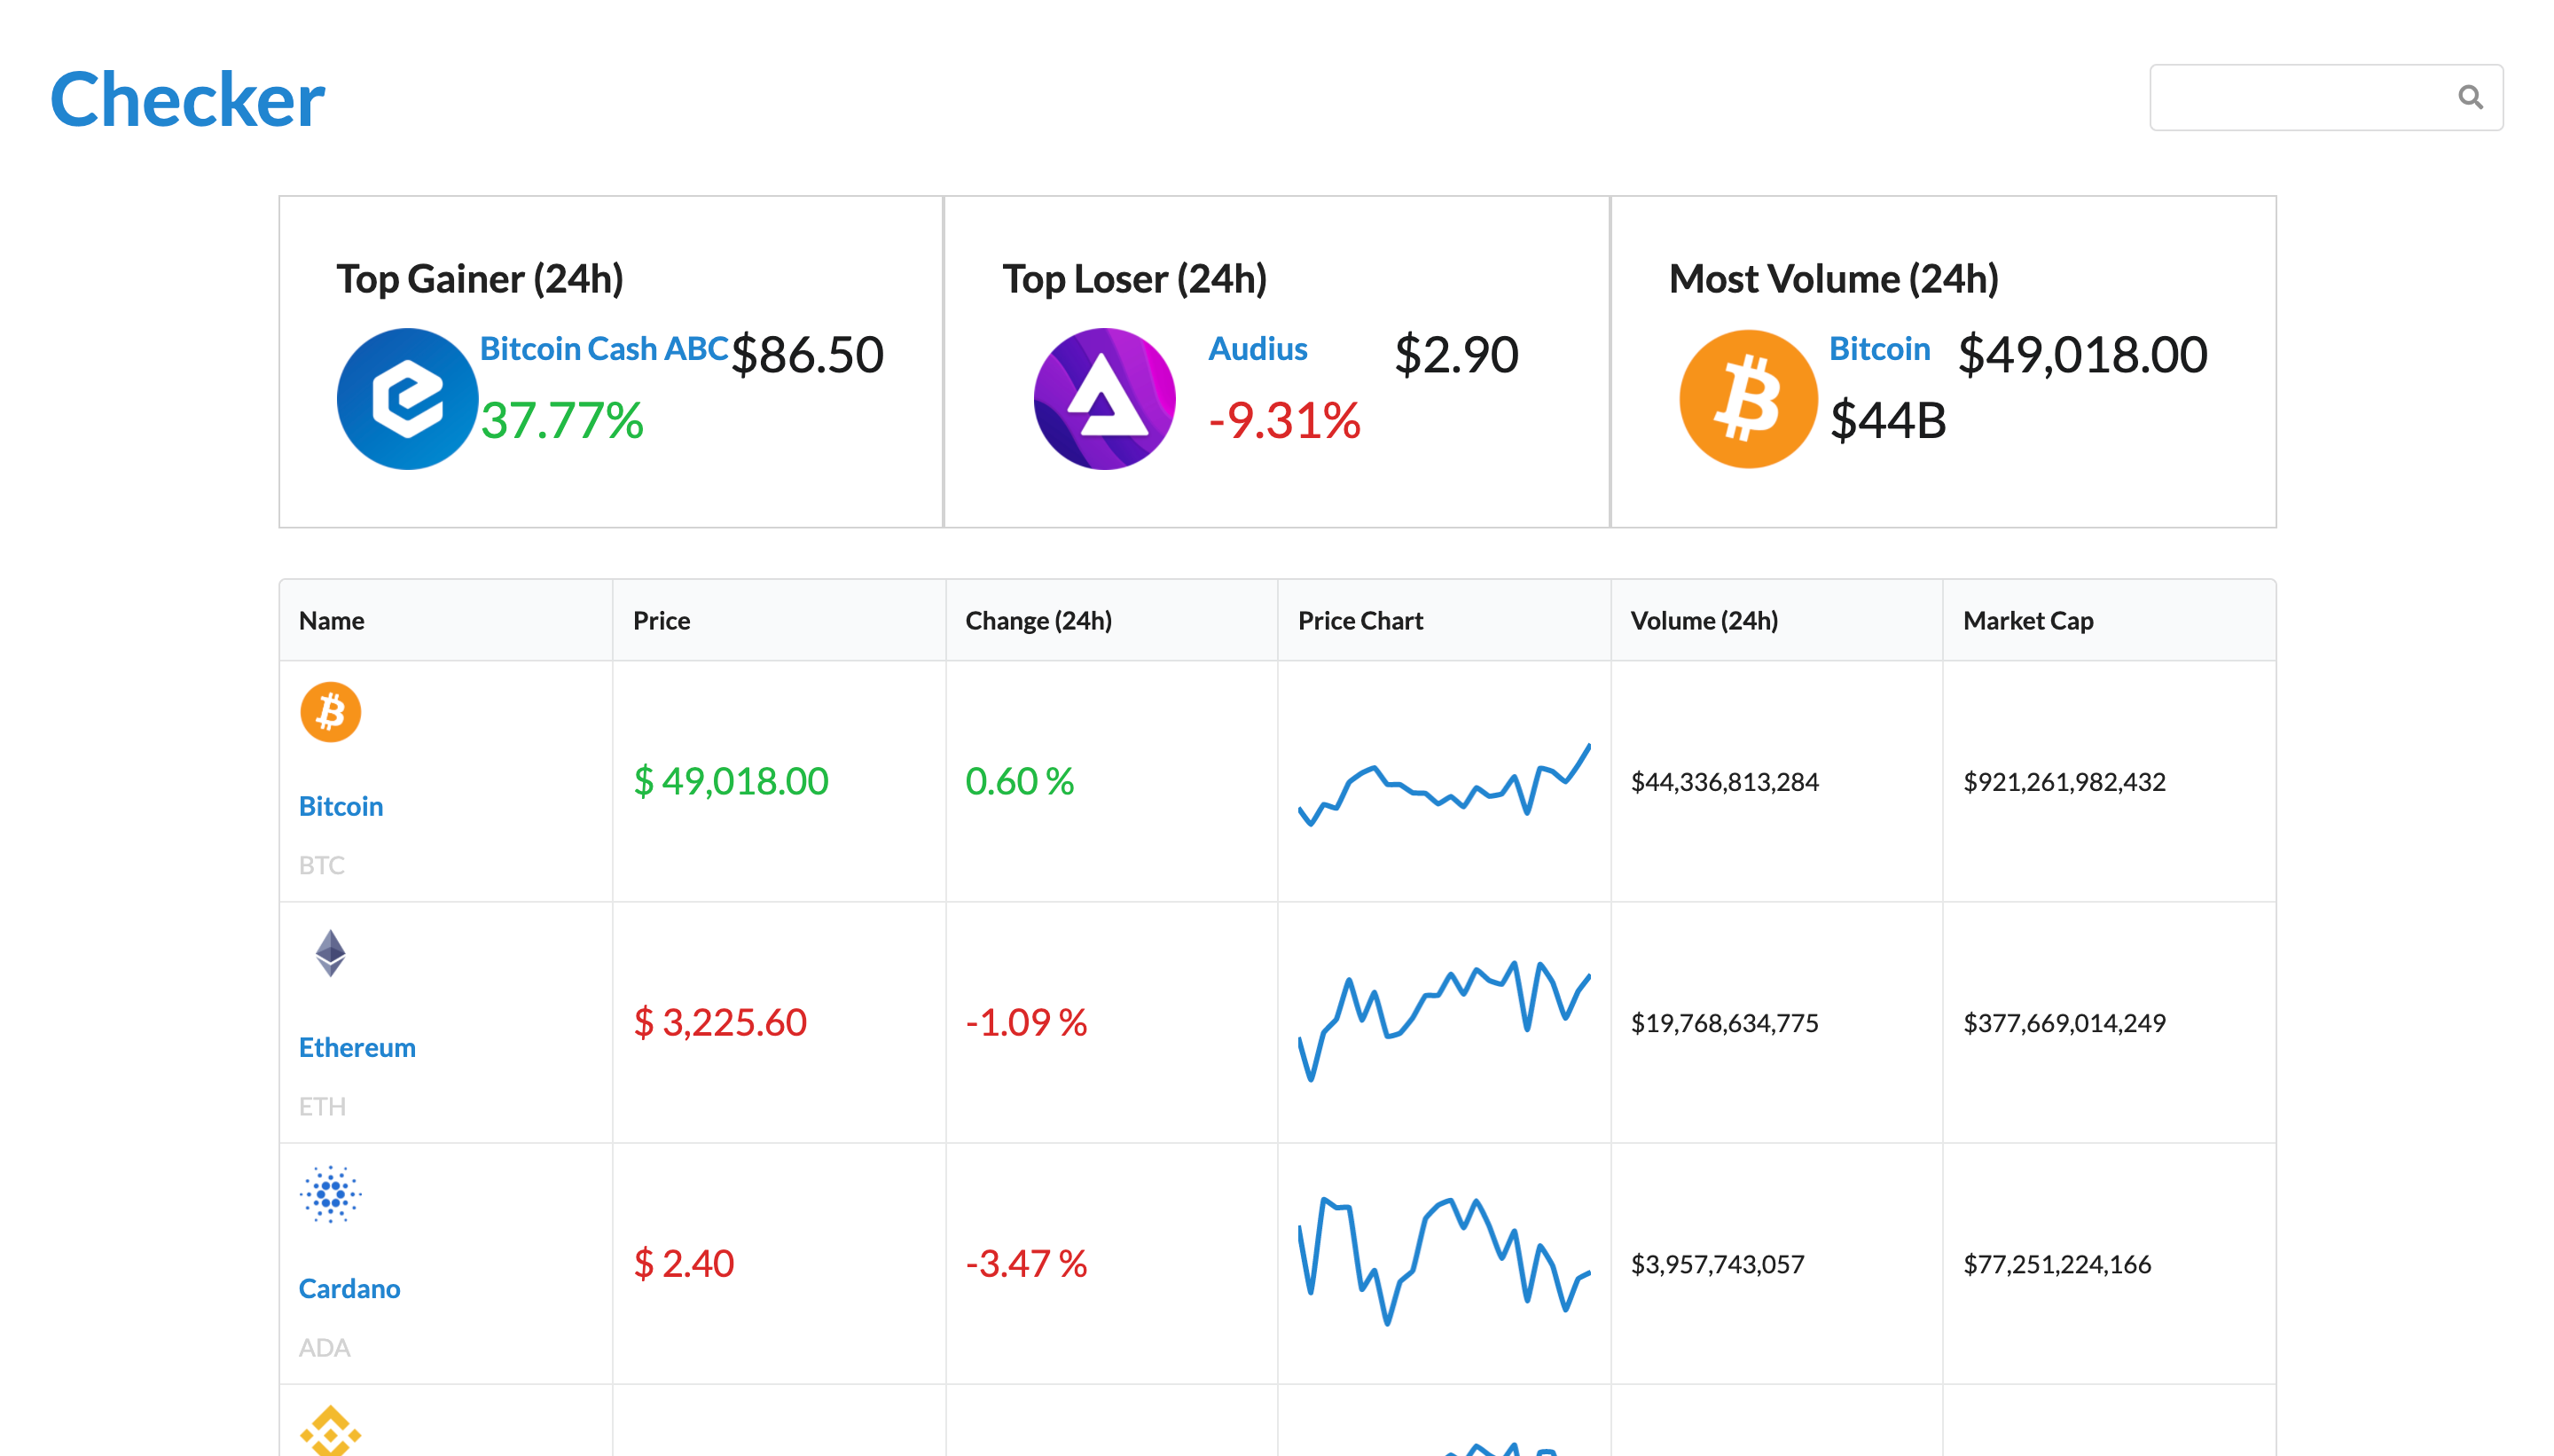 Checker
Top Gainer (24h)
Bitcoin Cash ABC $86.50
37.77%
Top Loser (24h)
Audius $2.90
-9.31%
Most Volume (24h)
Bitcoin $49,018.00
$44B
Name Price Change (24h) Price Chart Volume (24h) Market Cap
Bitcoin
BTC
$ 49,018.00 0.60 % $44,336,813,284 $921,261,982,432
Ethereum
ETH
$ 3,225.60 -1.09 % $19,768,634,775 $377,669,014,249
Cardano
ADA
$ 2.40 -3.47 % $3,957,743,057 $77,251,224,166